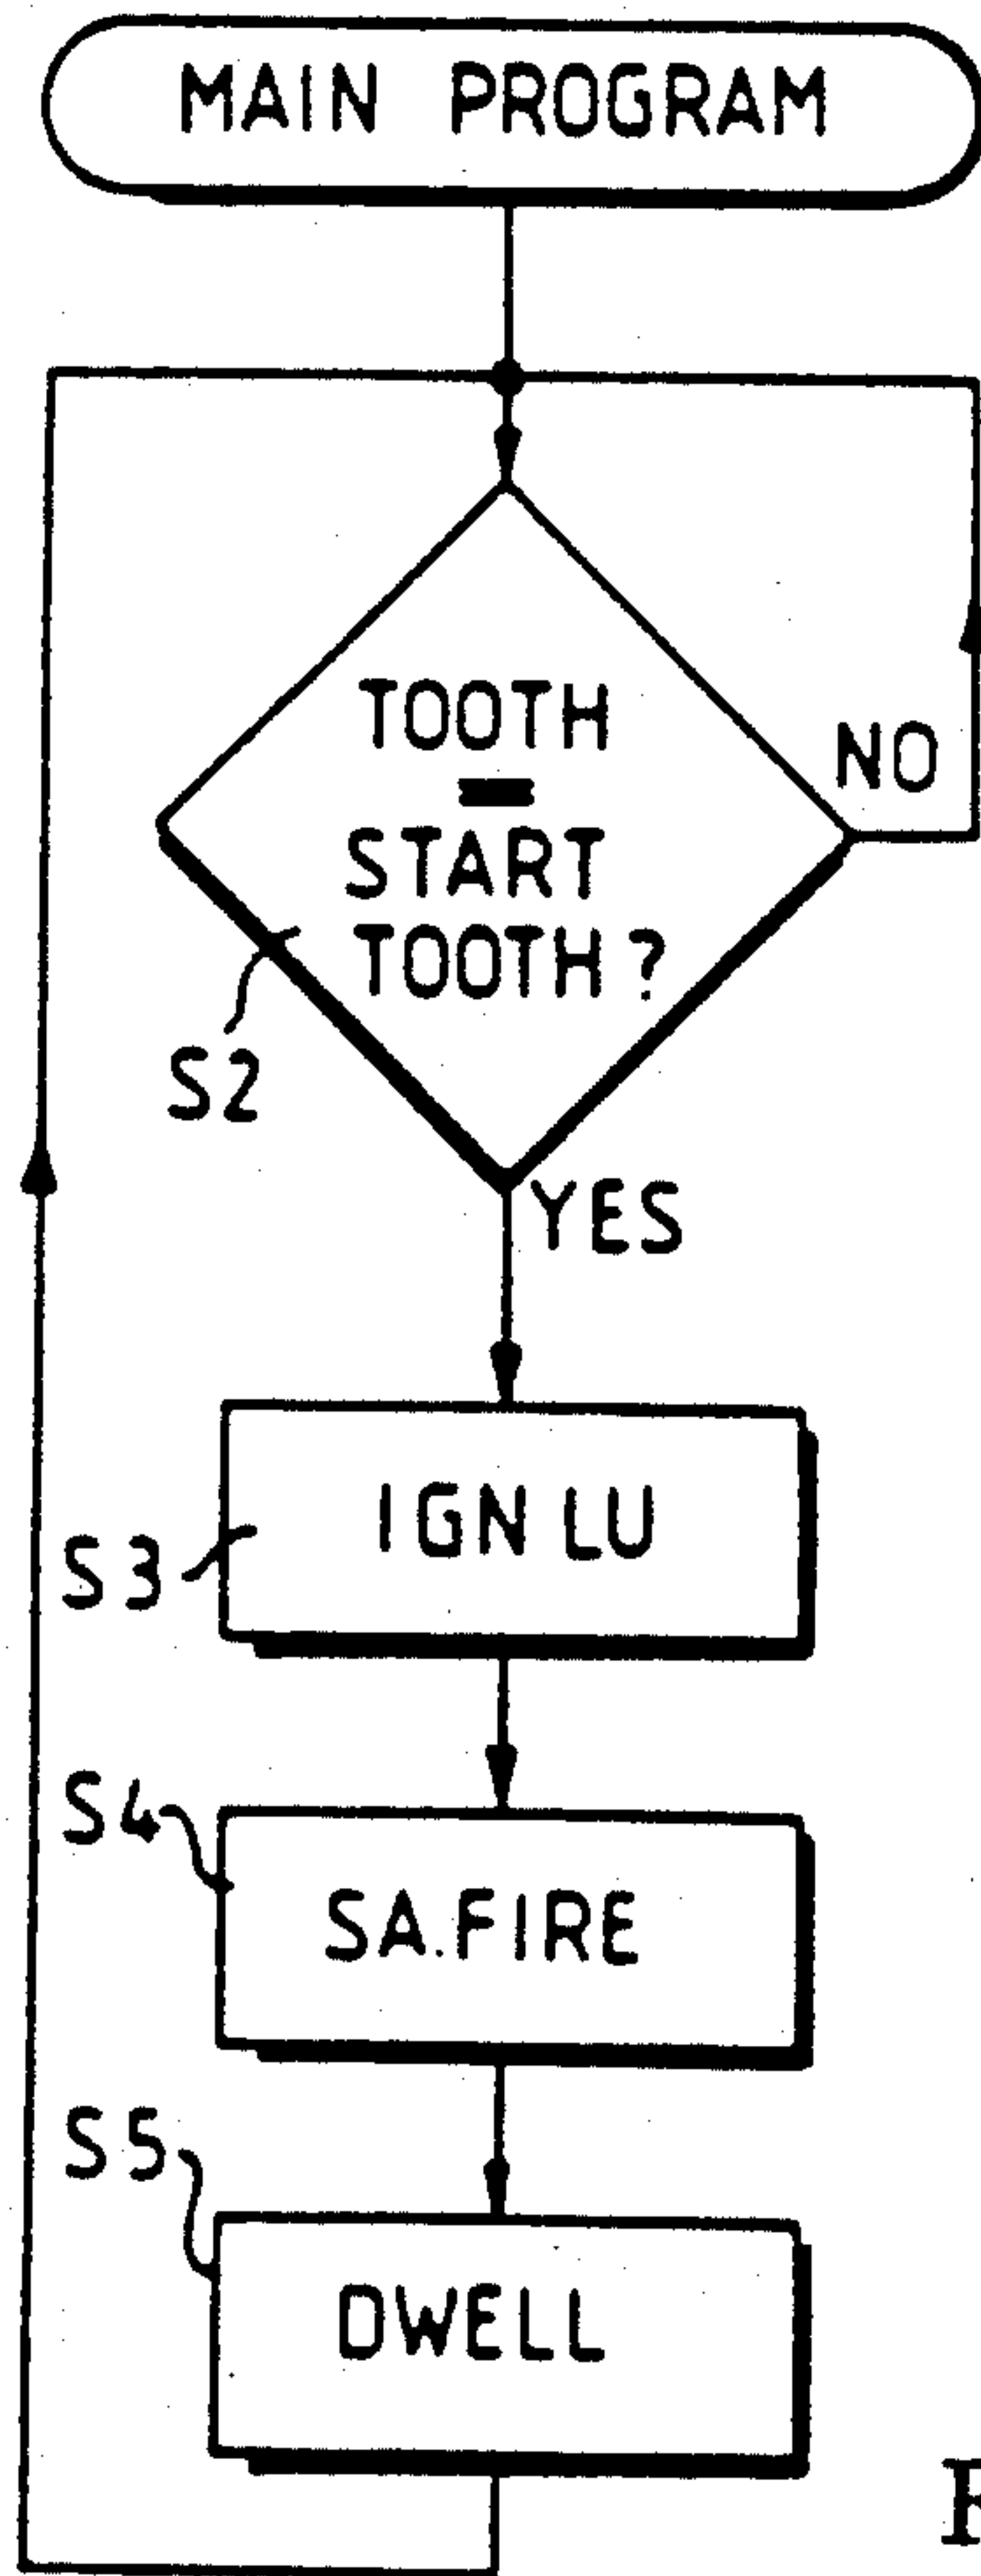 MAIN PROGRAM
TOOTH
=
START
TOOTH?
NO
S2
YES
S3
IGN LU
S4
SA.FIRE
S5
DWELL